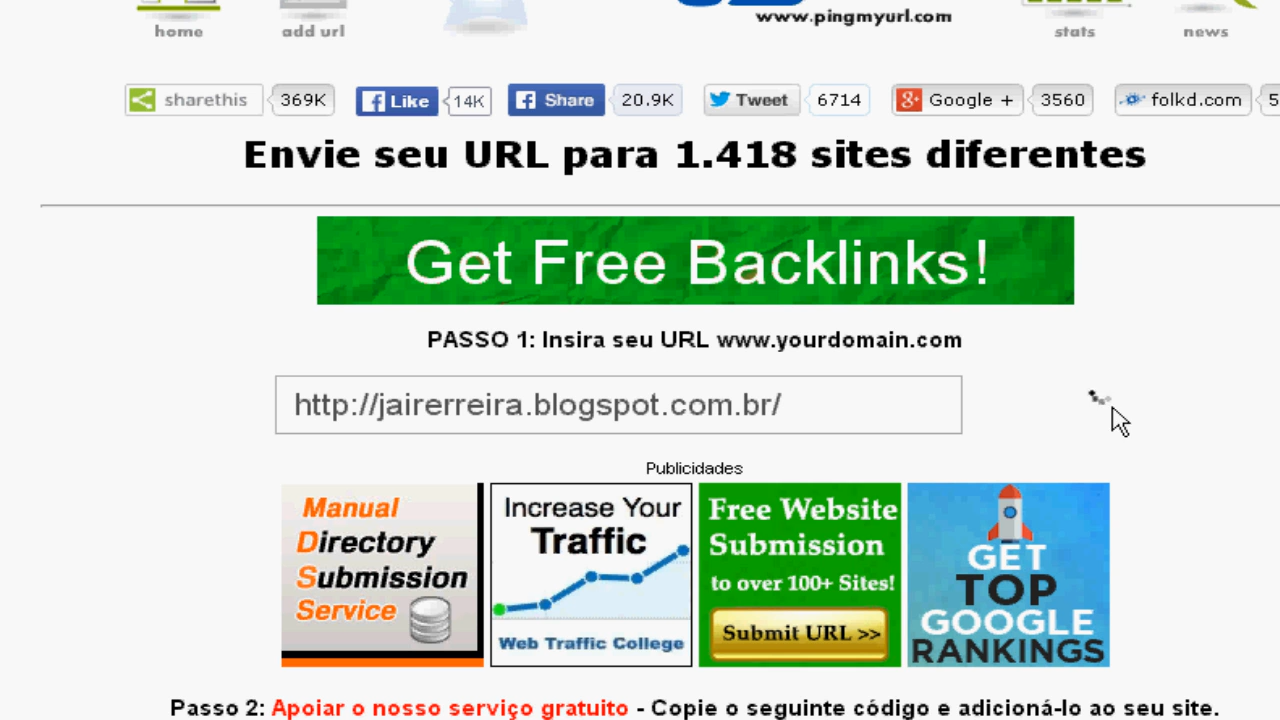 www.pingmyurl.com
home
add url
stats
news
sharethis 369K
Like 14K
Share 20.9K
Tweet 6714
Google + 3560
folkd.com 5
Envie seu URL para 1.418 sites diferentes
Get Free Backlinks!
PASSO 1: Insira seu URL www.yourdomain.com
http://jairerreira.blogspot.com.br/
Publicidades
Manual
Directory
Submission
Service
Increase Your
Traffic
Web Traffic College
Free Website
Submission
to over 100+ Sites!
Submit URL >>
GET
TOP
GOOGLE
RANKINGS
Passo 2: Apoiar o nosso serviço gratuito - Copie o seguinte código e adicioná-lo ao seu site.